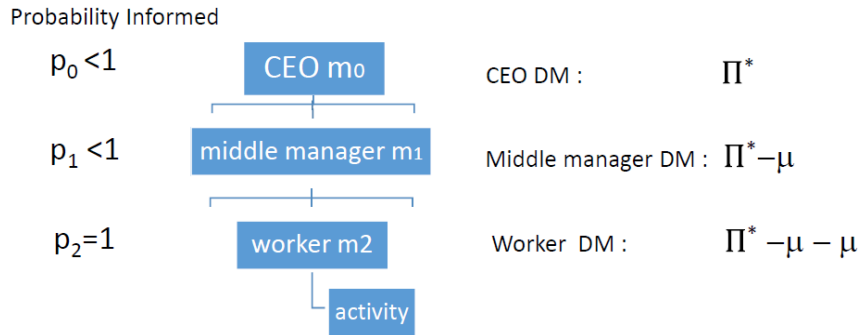 Probability Informed
p₀ <1
CEO m₀
CEO DM :
Π*
p₁ <1
middle manager m₁
Middle manager DM :
Π*−μ
p₂=1
worker m2
Worker DM :
Π* −μ − μ
activity